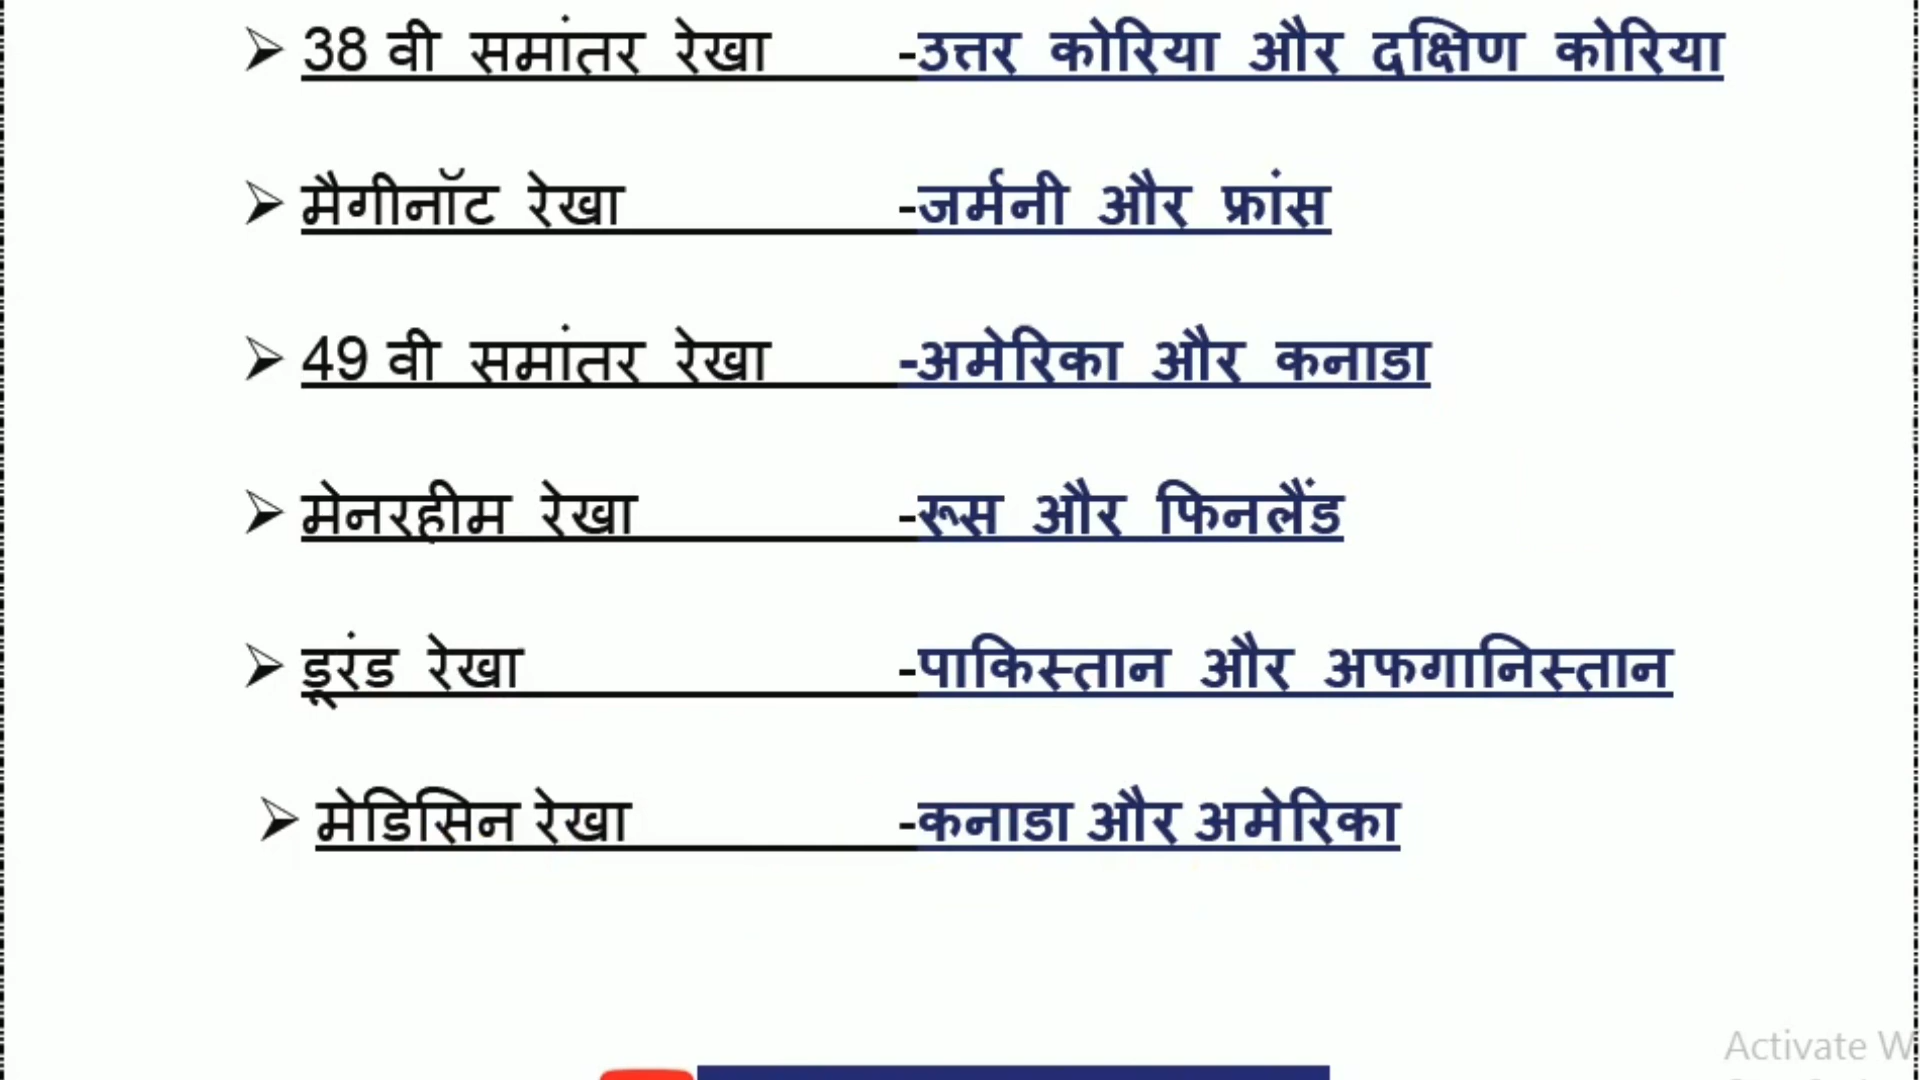 38 वी समांतर रेखा -उत्तर कोरिया और दक्षिण कोरिया
मैगीनॉट रेखा -जर्मनी और फ्रांस
49 वी समांतर रेखा -अमेरिका और कनाडा
मेनरहीम रेखा -रूस और फिनलैंड
डूरंड रेखा -पाकिस्तान और अफगानिस्तान
मेडिसिन रेखा -कनाडा और अमेरिका
Activate W